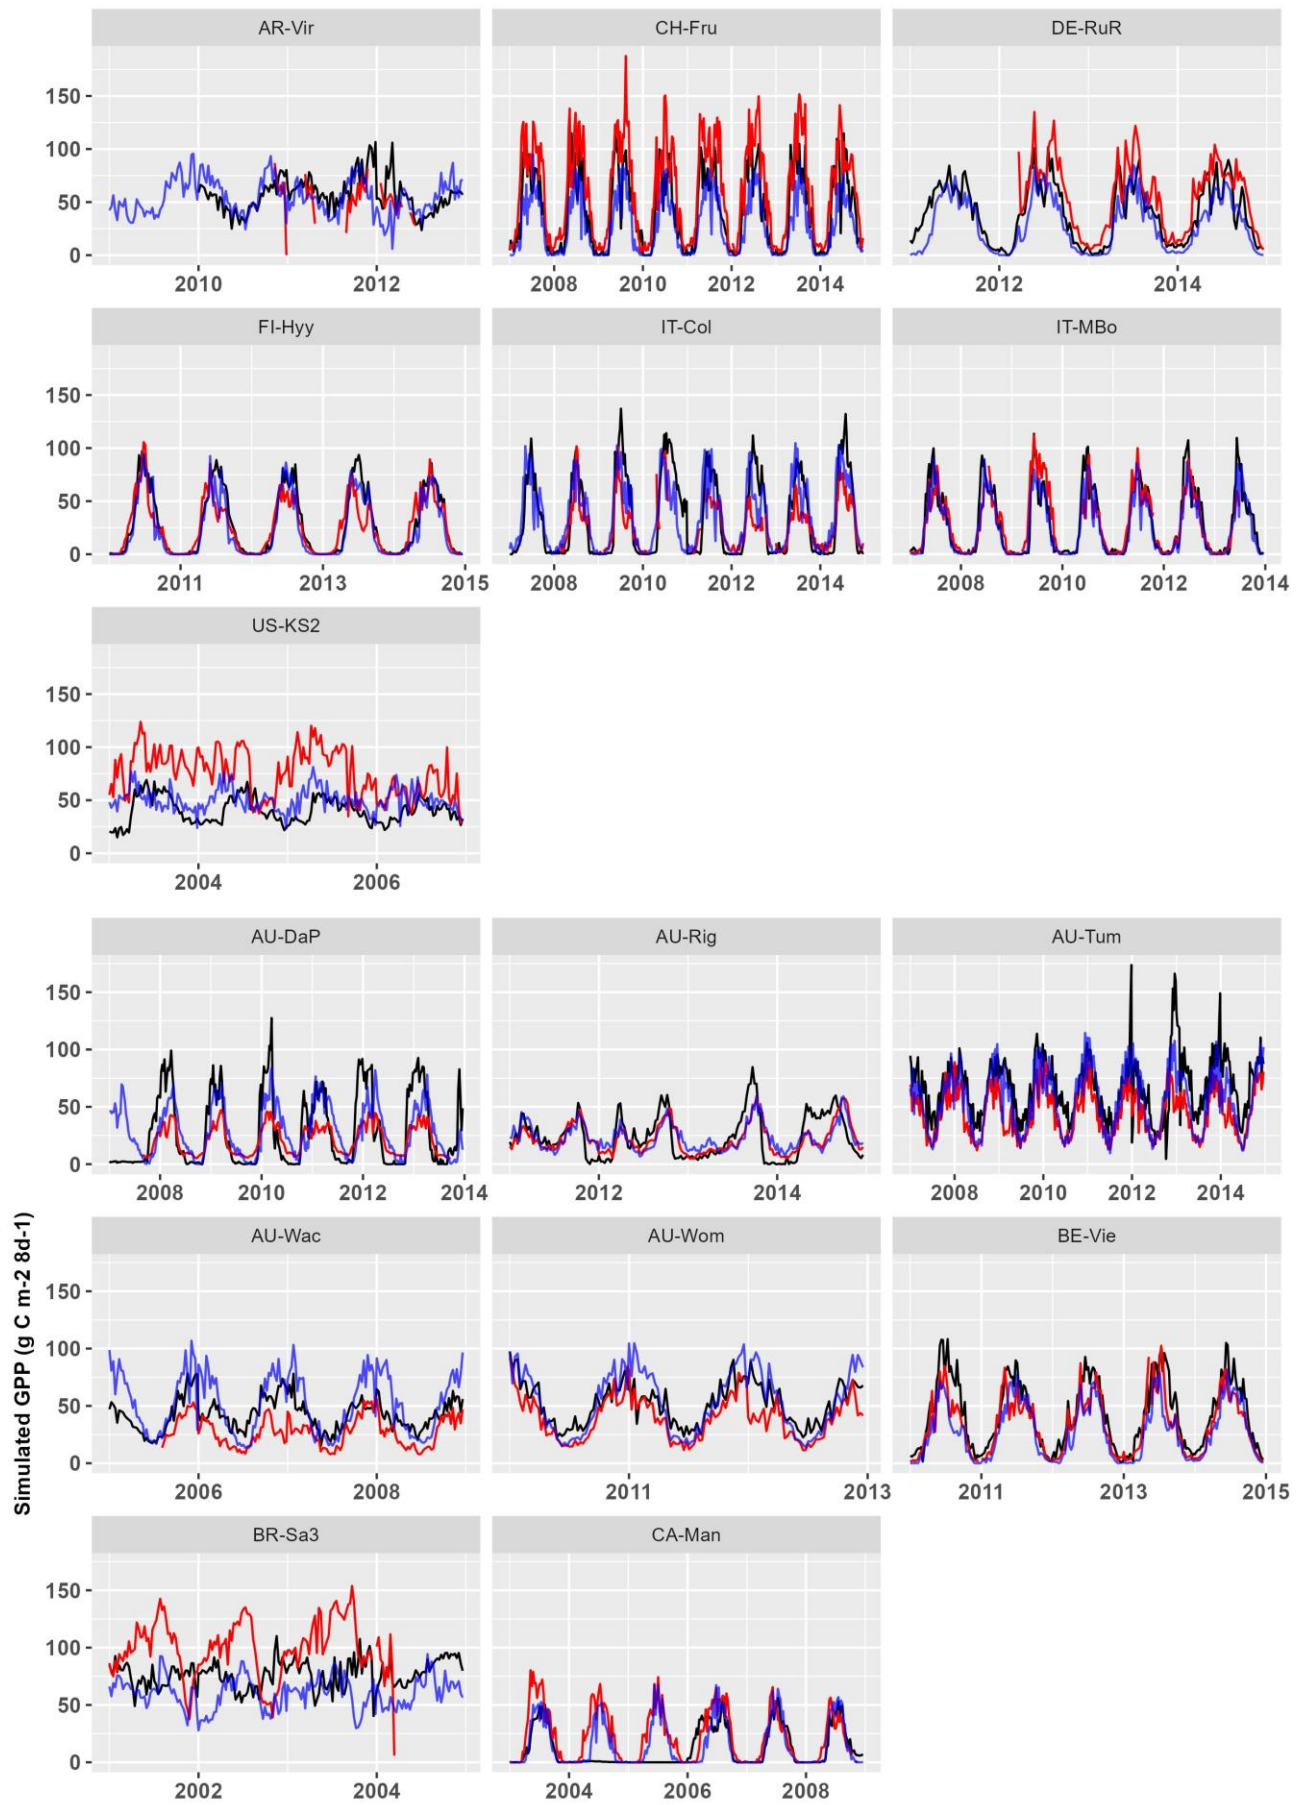 AR-Vir CH-Fru DE-RuR
150
100
50
0
2010 2012 2008 2010 2012 2014 2012 2014
FI-Hyy IT-Col IT-MBo
150
100
50
0
2011 2013 2015 2008 2010 2012 2014 2008 2010 2012 2014
US-KS2
150
100
50
0
2004 2006
AU-DaP AU-Rig AU-Tum
150
100
50
0
2008 2010 2012 2014 2012 2014 2008 2010 2012 2014
Simulated GPP (g C m-2 8d-1)
AU-Wac AU-Wom BE-Vie
150
100
50
0
2006 2008 2011 2013 2011 2013 2015
BR-Sa3 CA-Man
150
100
50
0
2002 2004 2004 2006 2008